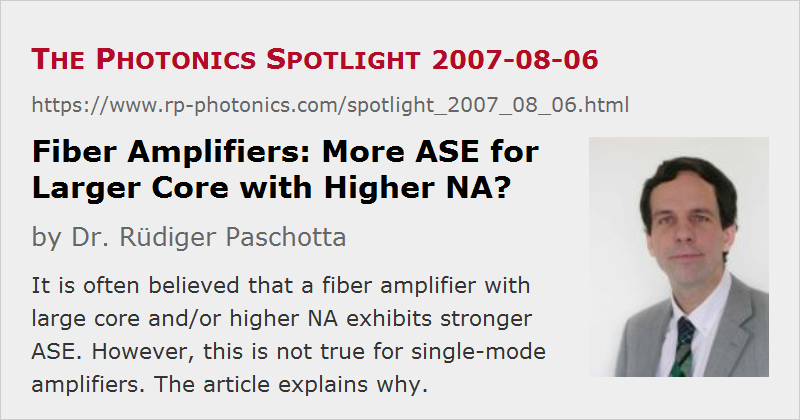 The Photonics Spotlight 2007-08-06
https://www.rp-photonics.com/spotlight_2007_08_06.html
Fiber Amplifiers: More ASE for
Larger Core with Higher NA?
by Dr. Rüdiger Paschotta
It is often believed that a fiber amplifier with
large core and/or higher NA exhibits stronger
ASE. However, this is not true for single-mode
amplifiers. The article explains why.